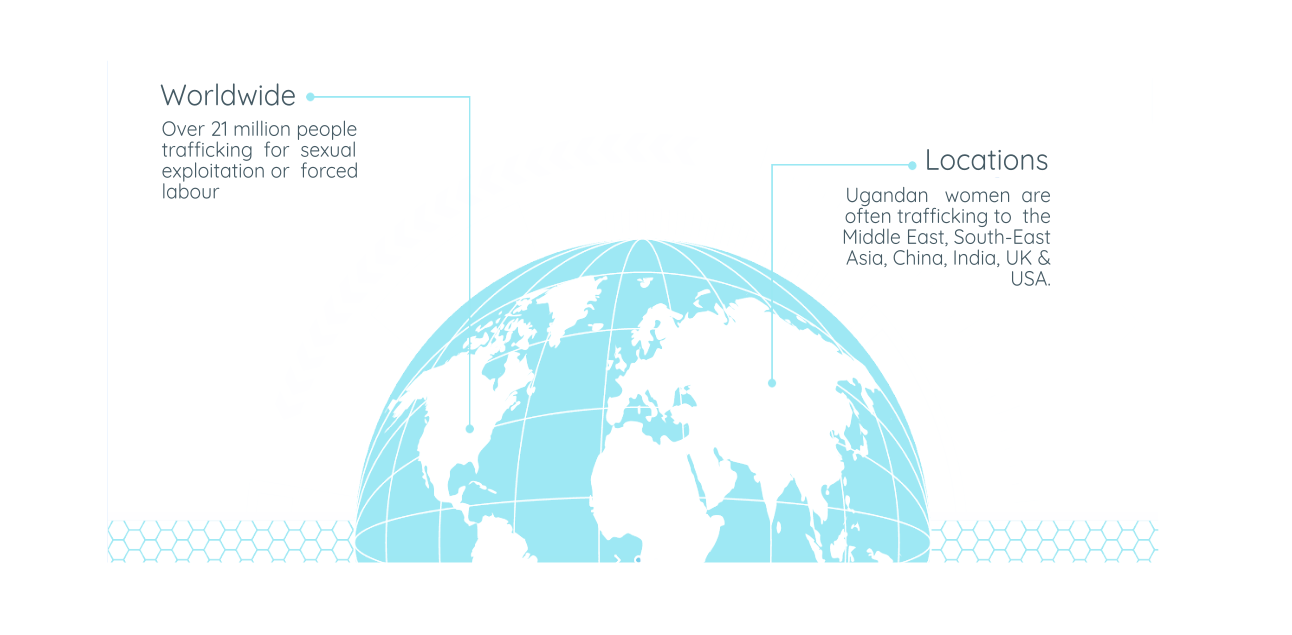 Worldwide
Over 21 million people
trafficking for sexual
exploitation or forced
labour
Locations
Ugandan women are
often trafficking to the
Middle East, South-East
Asia, China, India, UK &
USA.